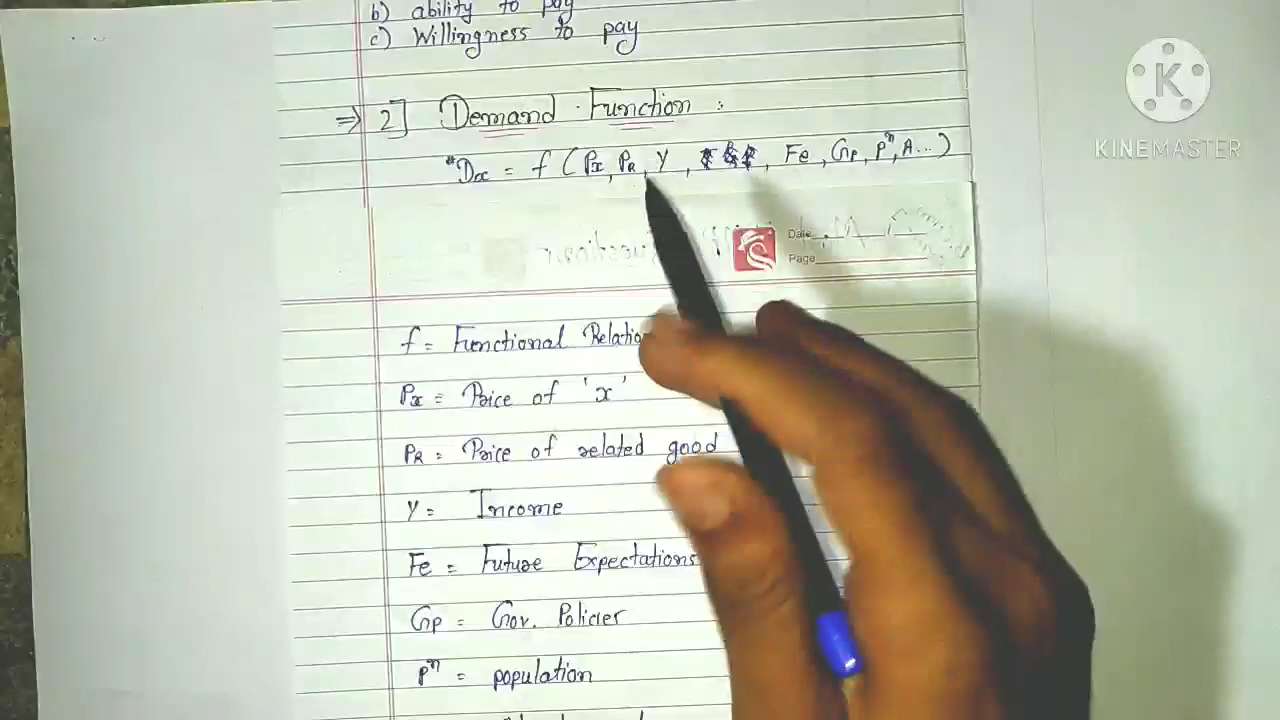 b) ability to pay
c) Willingness to pay
⇒ 2] Demand Function :
Dx = f (Px, PR, Y, Fe, Gp, Pⁿ, A...)
Date
Page
f = Functional
Px = Price of 'x'
PR = Price of related good
Y = Income
Fe = Future Expectations
Gp = Gov. Policies
Pⁿ = population
K
KINEMASTER